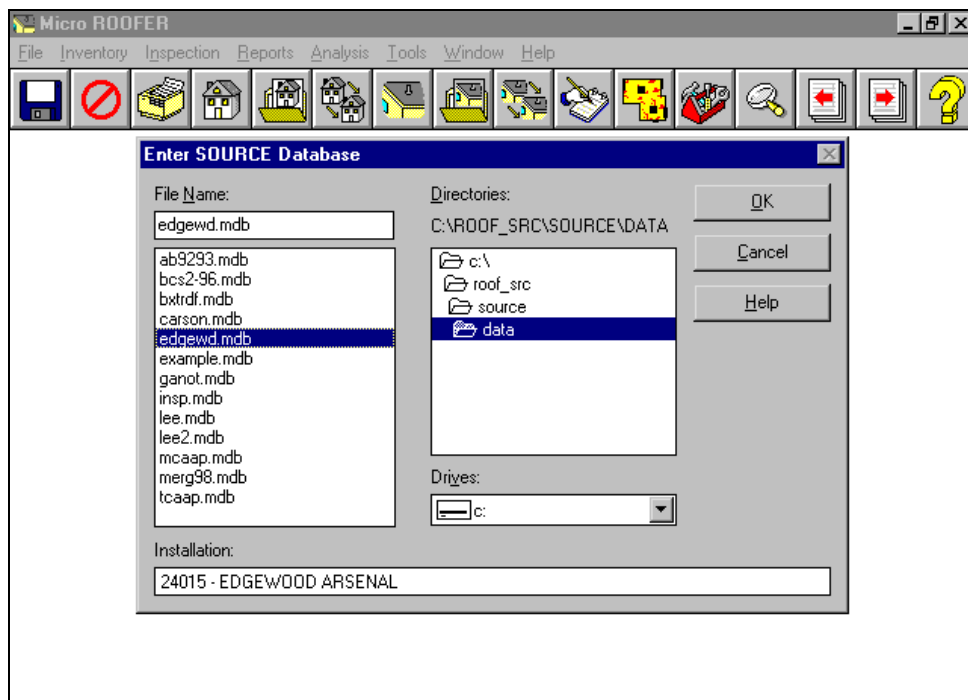 Micro ROOFER
File Inventory Inspection Reports Analysis Tools Window Help
Enter SOURCE Database
File Name:
edgewd.mdb
ab9293.mdb
bcs2-96.mdb
bxtrdf.mdb
carson.mdb
edgewd.mdb
example.mdb
ganot.mdb
insp.mdb
lee.mdb
lee2.mdb
mcaap.mdb
merg98.mdb
tcaap.mdb
Directories:
C:\ROOF_SRC\SOURCE\DATA
c:\
roof_src
source
data
Drives:
c:
OK
Cancel
Help
Installation:
24015 - EDGEWOOD ARSENAL